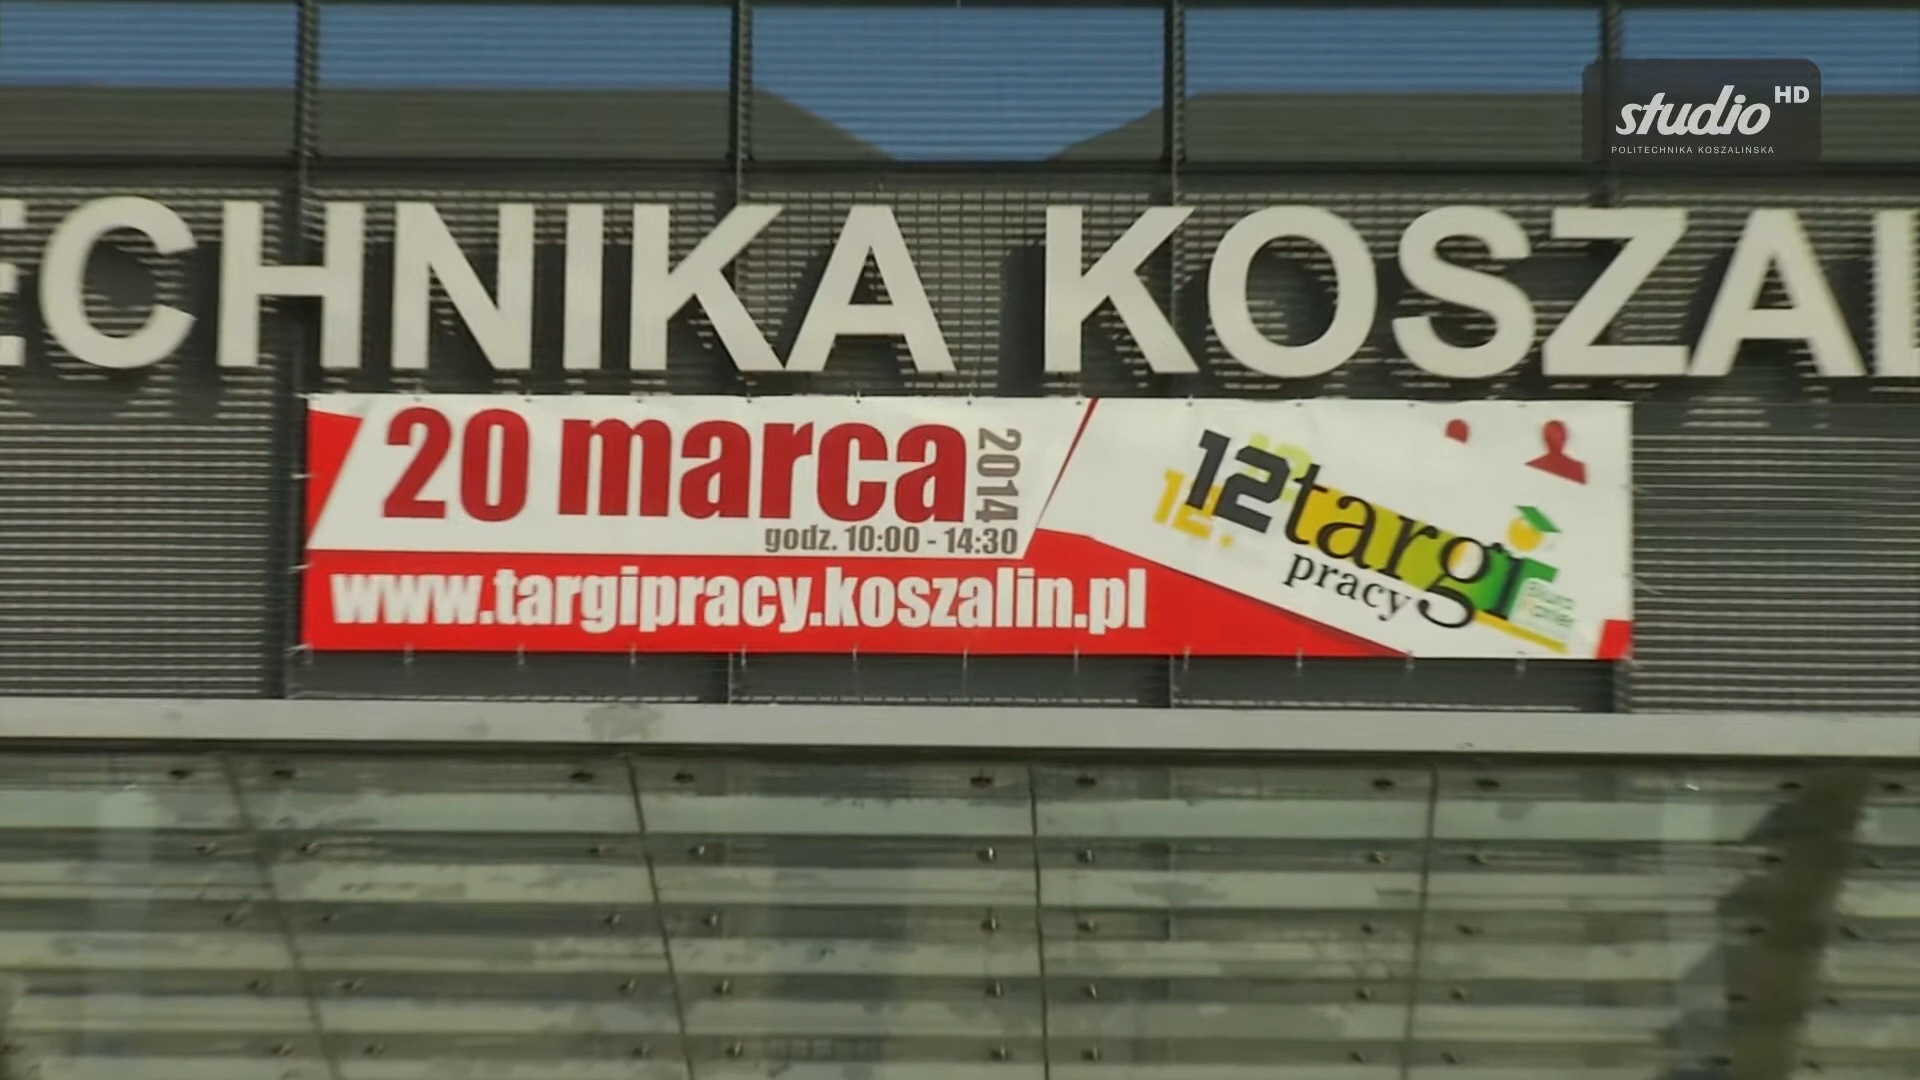 studio HD
POLITECHNIKA KOSZALIŃSKA
ECHNIKA KOSZAL
20 marca 2014
godz. 10:00 - 14:30
www.targipracy.koszalin.pl
12 targi
pracy